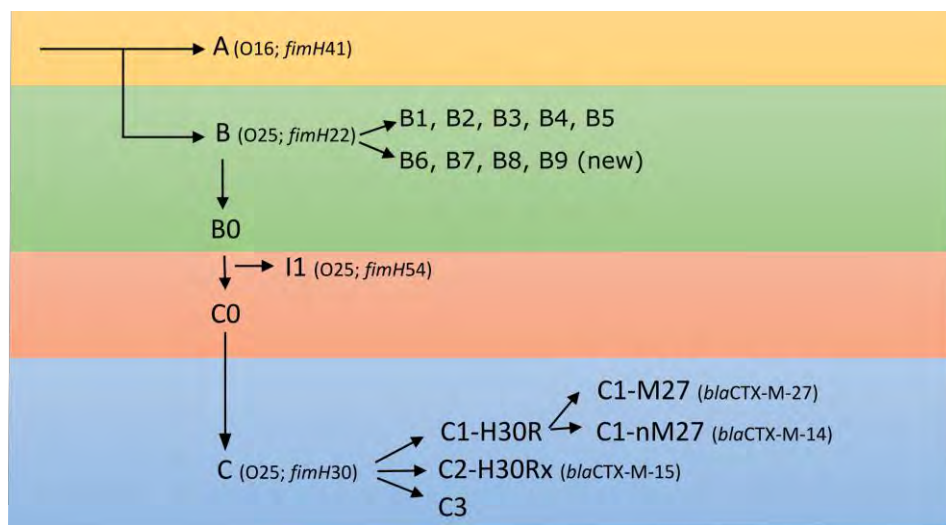 A (O16; fimH41)
B (O25; fimH22)
B1, B2, B3, B4, B5
B6, B7, B8, B9 (new)
B0
I1 (O25; fimH54)
C0
C1-M27 (blaCTX-M-27)
C1-H30R
C1-nM27 (blaCTX-M-14)
C (O25; fimH30)
C2-H30Rx (blaCTX-M-15)
C3